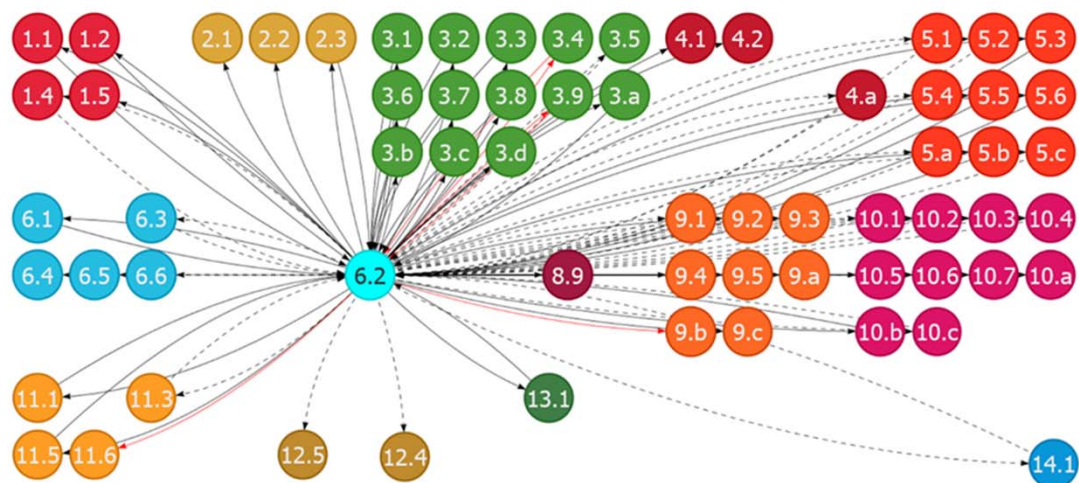 1.1 1.2 2.1 2.2 2.3 3.1 3.2 3.3 3.4 3.5 4.1 4.2 5.1 5.2 5.3
1.4 1.5 3.6 3.7 3.8 3.9 3.a 4.a 5.4 5.5 5.6
3.b 3.c 3.d 5.a 5.b 5.c
6.1 6.3 9.1 9.2 9.3 10.1 10.2 10.3 10.4
6.4 6.5 6.6 6.2 8.9 9.4 9.5 9.a 10.5 10.6 10.7 10.a
9.b 9.c 10.b 10.c
11.1 11.3 13.1
11.5 11.6 12.5 12.4 14.1